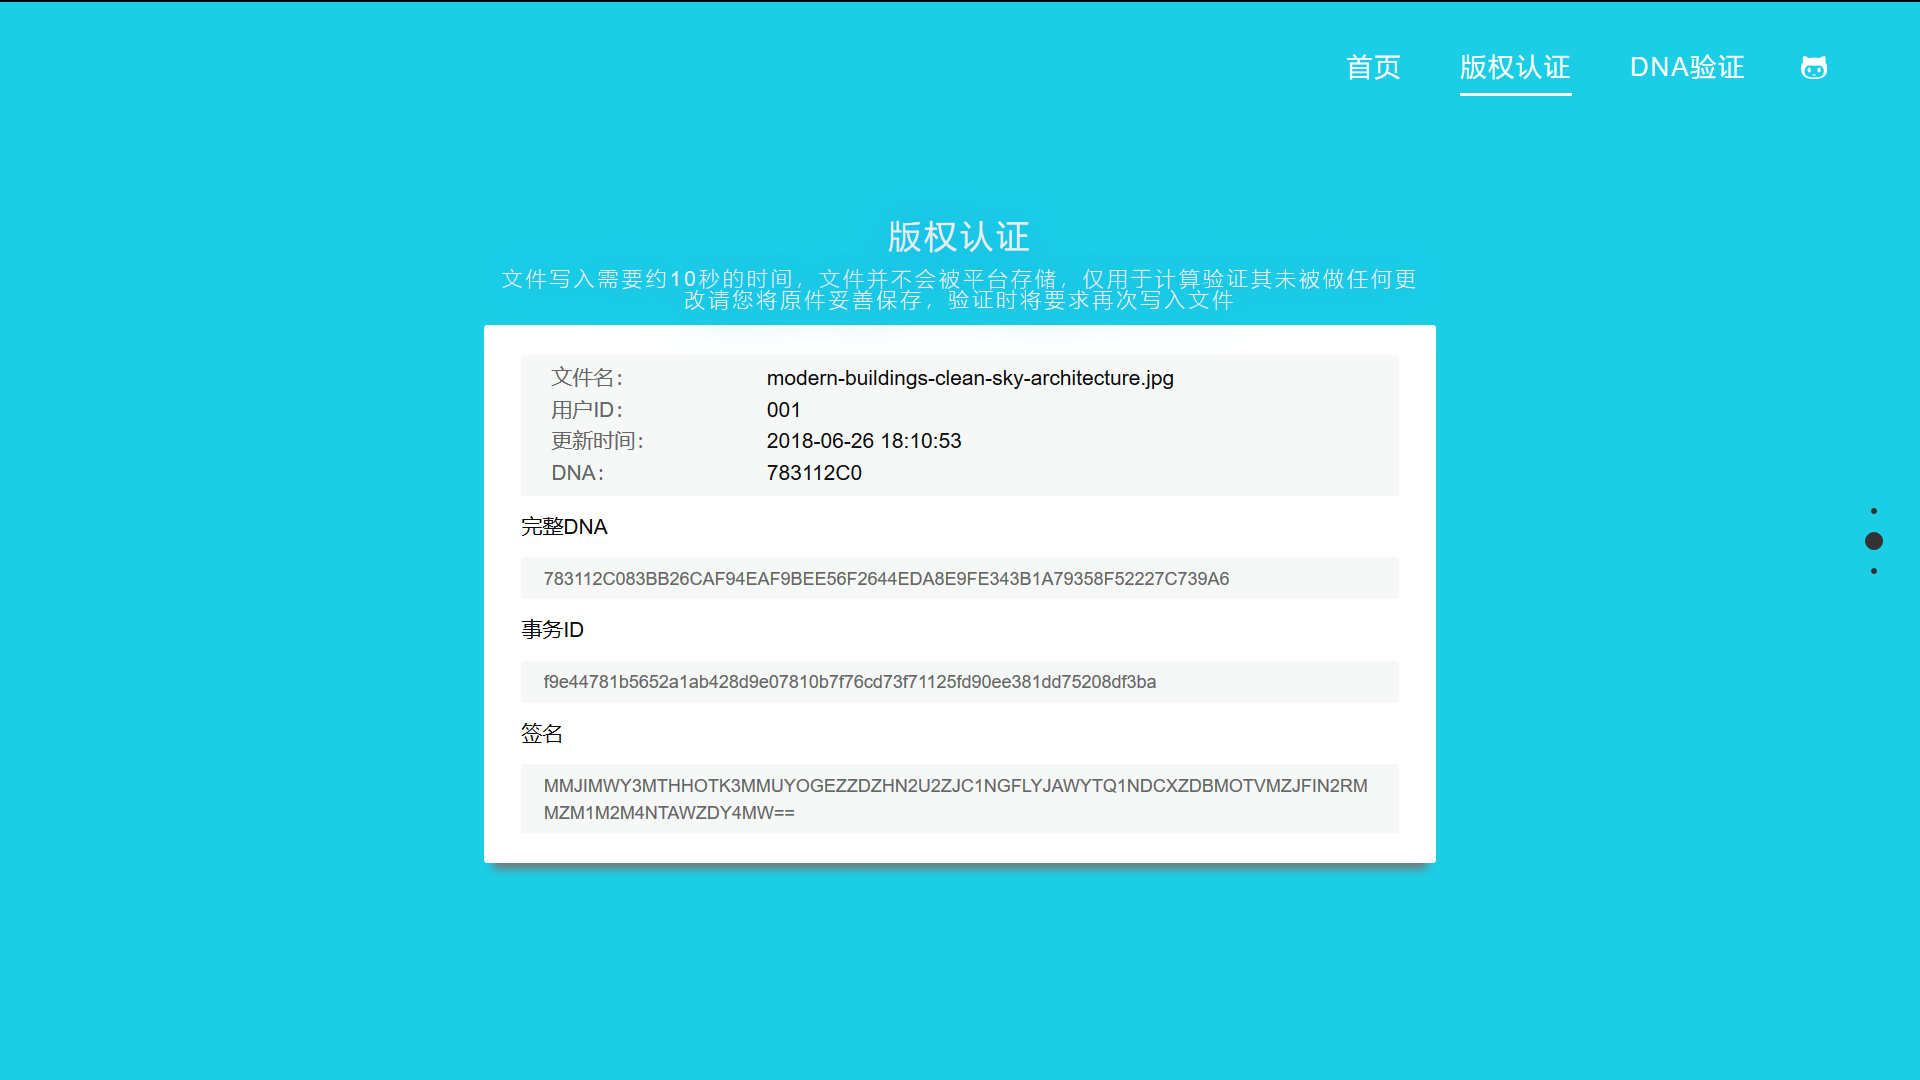 首页 版权认证 DNA验证
版权认证
文件写入需要约10秒的时间，文件并不会被平台存储，仅用于计算验证其未被做任何更
改请您将原件妥善保存，验证时将要求再次写入文件
文件名： modern-buildings-clean-sky-architecture.jpg
用户ID： 001
更新时间： 2018-06-26 18:10:53
DNA： 783112C0
完整DNA
783112C083BB26CAF94EAF9BEE56F2644EDA8E9FE343B1A79358F52227C739A6
事务ID
f9e44781b5652a1ab428d9e07810b7f76cd73f71125fd90ee381dd75208df3ba
签名
MMJIMWY3MTHHOTK3MMUYOGEZZDZHN2U2ZJC1NGFLYJAWYTQ1NDCXZDBMOTVMZJFIN2RM
MZM1M2M4NTAWZDY4MW==